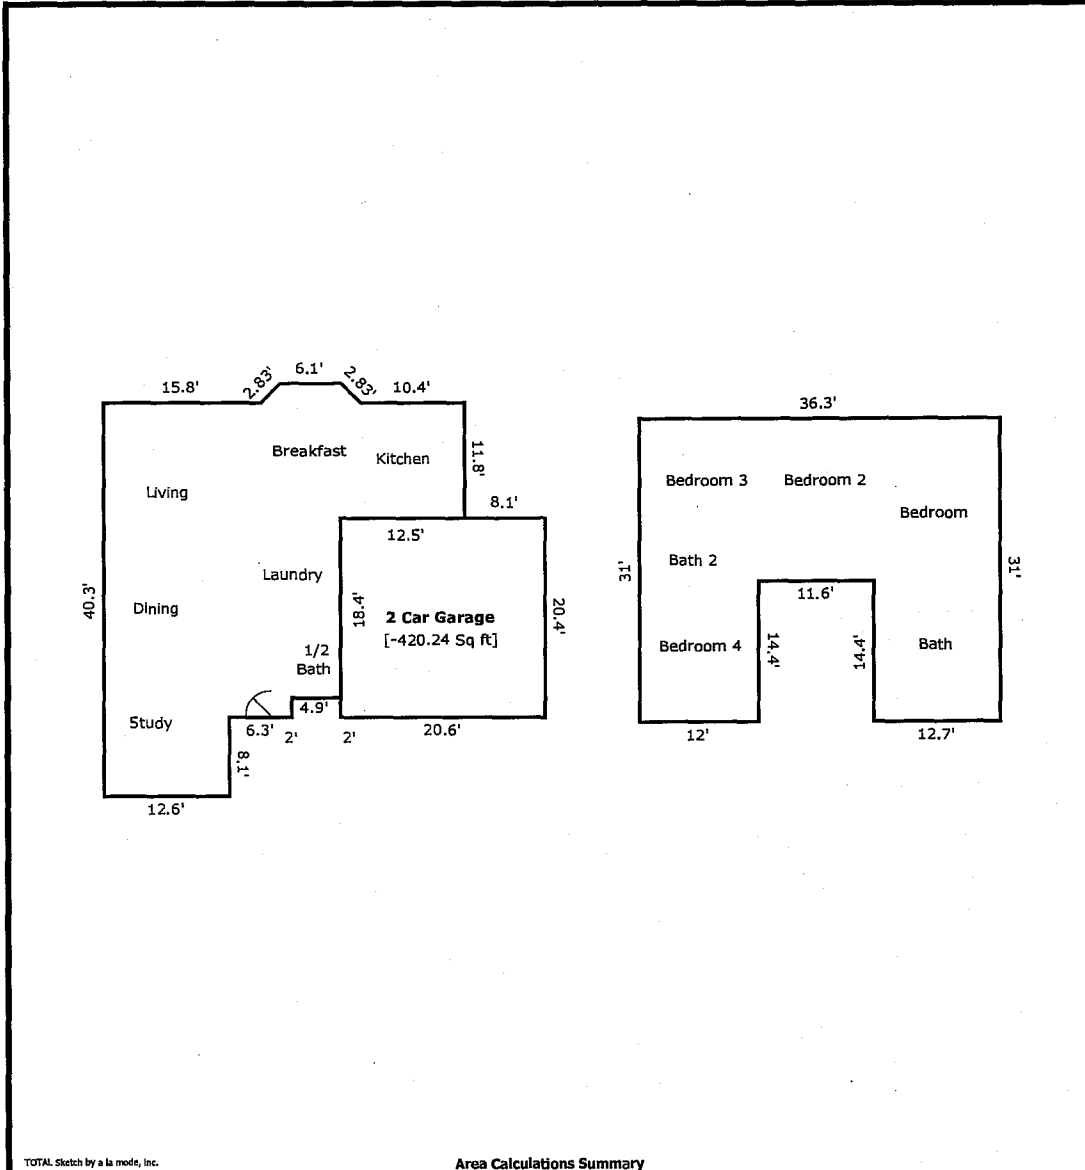 6.1'
15.8'
2.83'
2.83'
10.4'
Breakfast
Kitchen
11.8'
Living
8.1'
12.5'
Laundry
40.3'
Dining
18.4'
2 Car Garage
[-420.24 Sq ft]
20.4'
1/2
Bath
4.9'
Study
6.3'
2'
2'
20.6'
8.1'
12.6'
36.3'
Bedroom 3
Bedroom 2
Bedroom
31'
Bath 2
31'
11.6'
Bedroom 4
14.4'
14.4'
Bath
12'
12.7'
TOTAL Sketch by a la mode, inc.
Area Calculations Summary